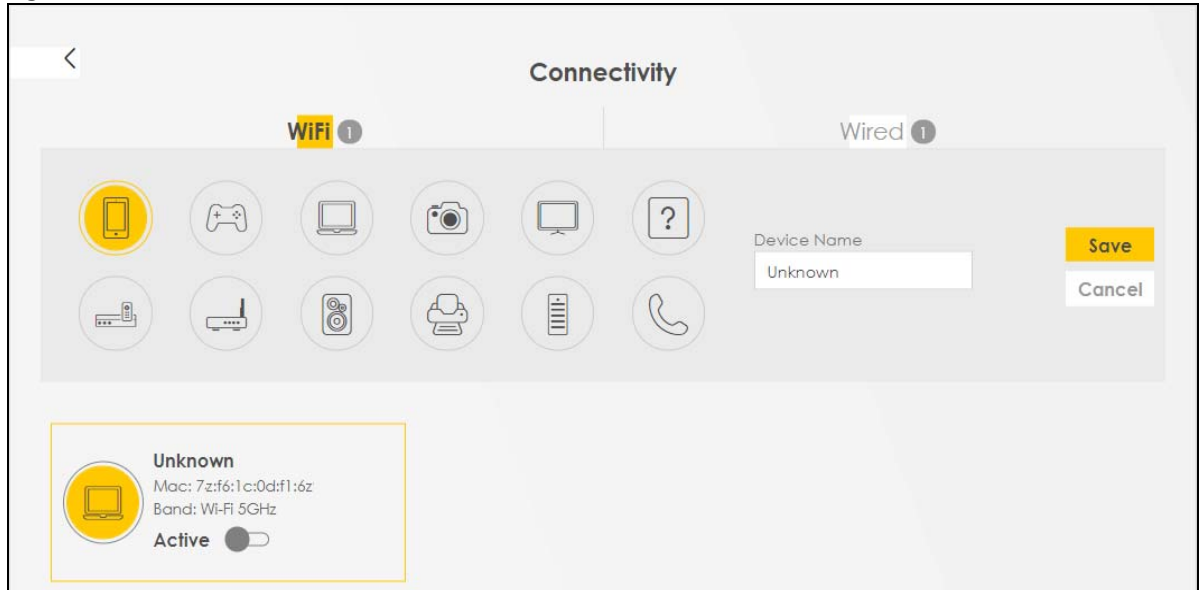 Connectivity
WiFi 1
Wired 1
?
Device Name
Unknown
Save
Cancel
Unknown
Mac: 7z:f6:1c:0d:f1:6z
Band: Wi-Fi 5GHz
Active